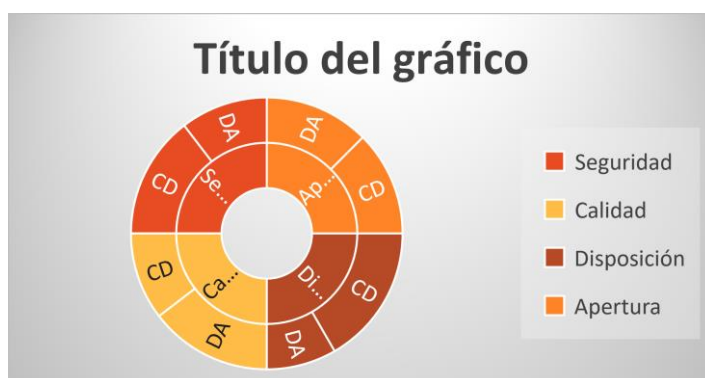 Título del gráfico
DA
DA
CD
CD
Se...
Ap...
CD
Ca...
Di...
CD
DA
DA
Seguridad
Calidad
Disposición
Apertura